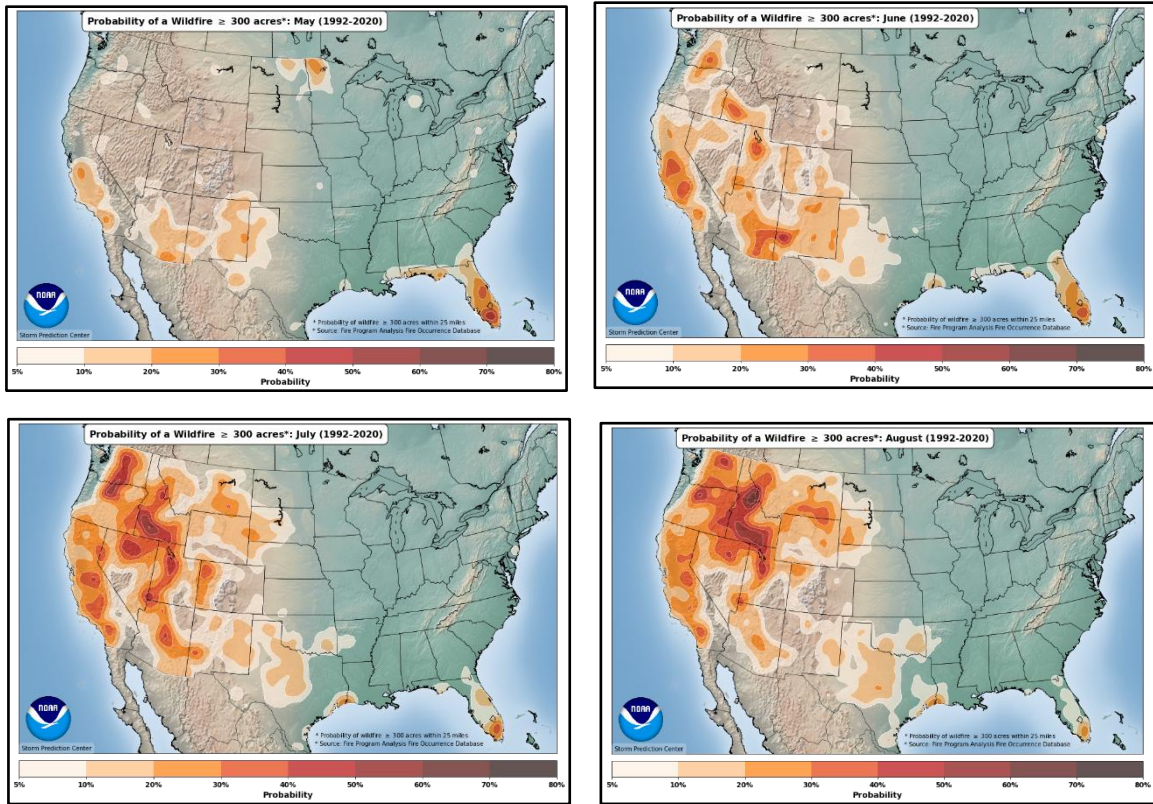 Probability of a Wildfire ≥ 300 acres*: May (1992-2020)
NOAA
Storm Prediction Center
* Probability of wildfire ≥ 300 acres within 25 miles
* Source: Fire Program Analysis Fire Occurrence Database
5% 10% 20% 30% 40% 50% 60% 70% 80%
Probability
Probability of a Wildfire ≥ 300 acres*: June (1992-2020)
NOAA
Storm Prediction Center
* Probability of wildfire ≥ 300 acres within 25 miles
* Source: Fire Program Analysis Fire Occurrence Database
5% 10% 20% 30% 40% 50% 60% 70% 80%
Probability
Probability of a Wildfire ≥ 300 acres*: July (1992-2020)
NOAA
Storm Prediction Center
* Probability of wildfire ≥ 300 acres within 25 miles
* Source: Fire Program Analysis Fire Occurrence Database
5% 10% 20% 30% 40% 50% 60% 70% 80%
Probability
Probability of a Wildfire ≥ 300 acres*: August (1992-2020)
NOAA
Storm Prediction Center
* Probability of wildfire ≥ 300 acres within 25 miles
* Source: Fire Program Analysis Fire Occurrence Database
5% 10% 20% 30% 40% 50% 60% 70% 80%
Probability